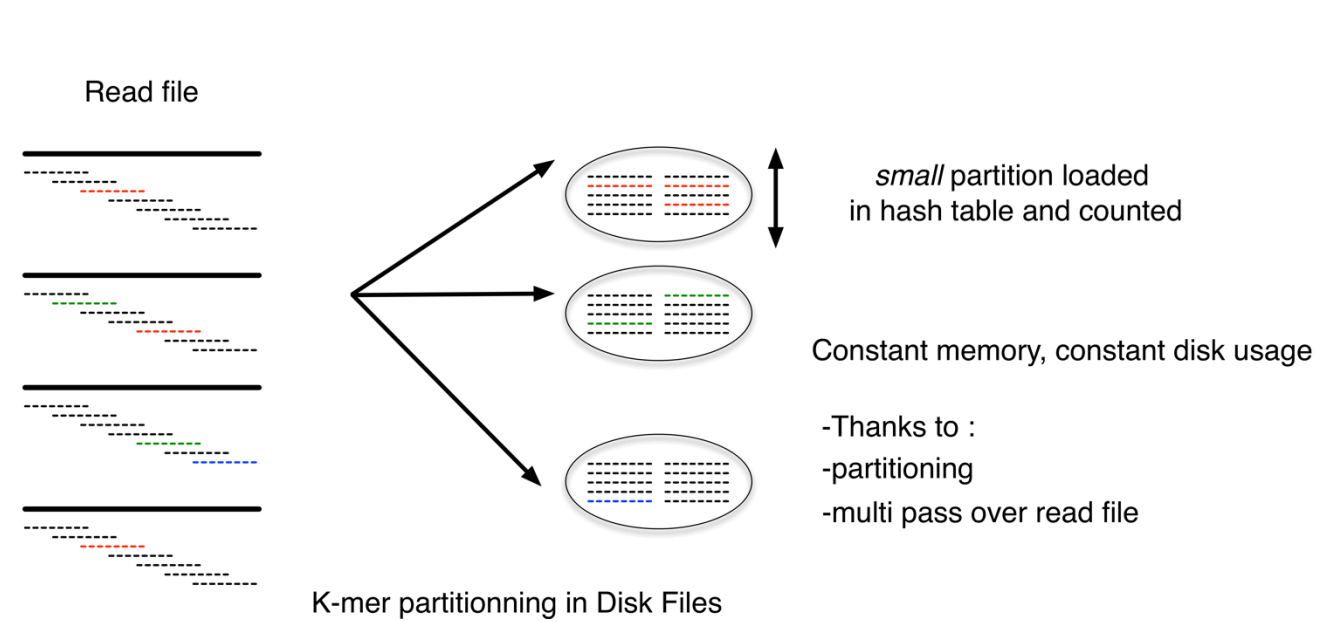 Read file
small partition loaded
in hash table and counted
Constant memory, constant disk usage
-Thanks to :
-partitioning
-multi pass over read file
K-mer partitionning in Disk Files